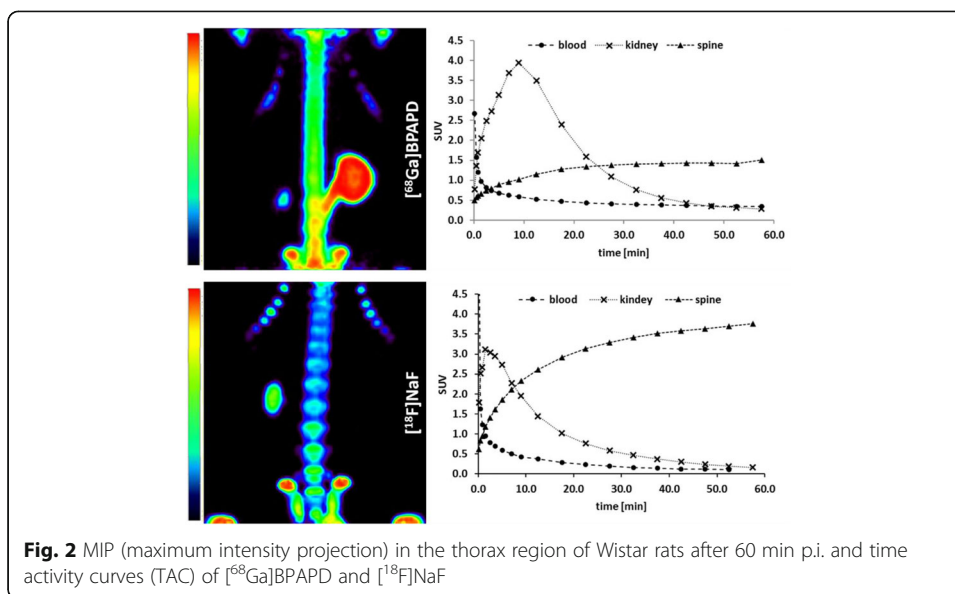 [⁶⁸Ga]BPAPD
blood kidney spine
SUV
4.5
4.0
3.5
3.0
2.5
2.0
1.5
1.0
0.5
0.0
0.0 10.0 20.0 30.0 40.0 50.0 60.0
time [min]
[¹⁸F]NaF
blood kindey spine
SUV
4.5
4.0
3.5
3.0
2.5
2.0
1.5
1.0
0.5
0.0
0.0 10.0 20.0 30.0 40.0 50.0 60.0
time [min]
Fig. 2 MIP (maximum intensity projection) in the thorax region of Wistar rats after 60 min p.i. and time
activity curves (TAC) of [⁶⁸Ga]BPAPD and [¹⁸F]NaF